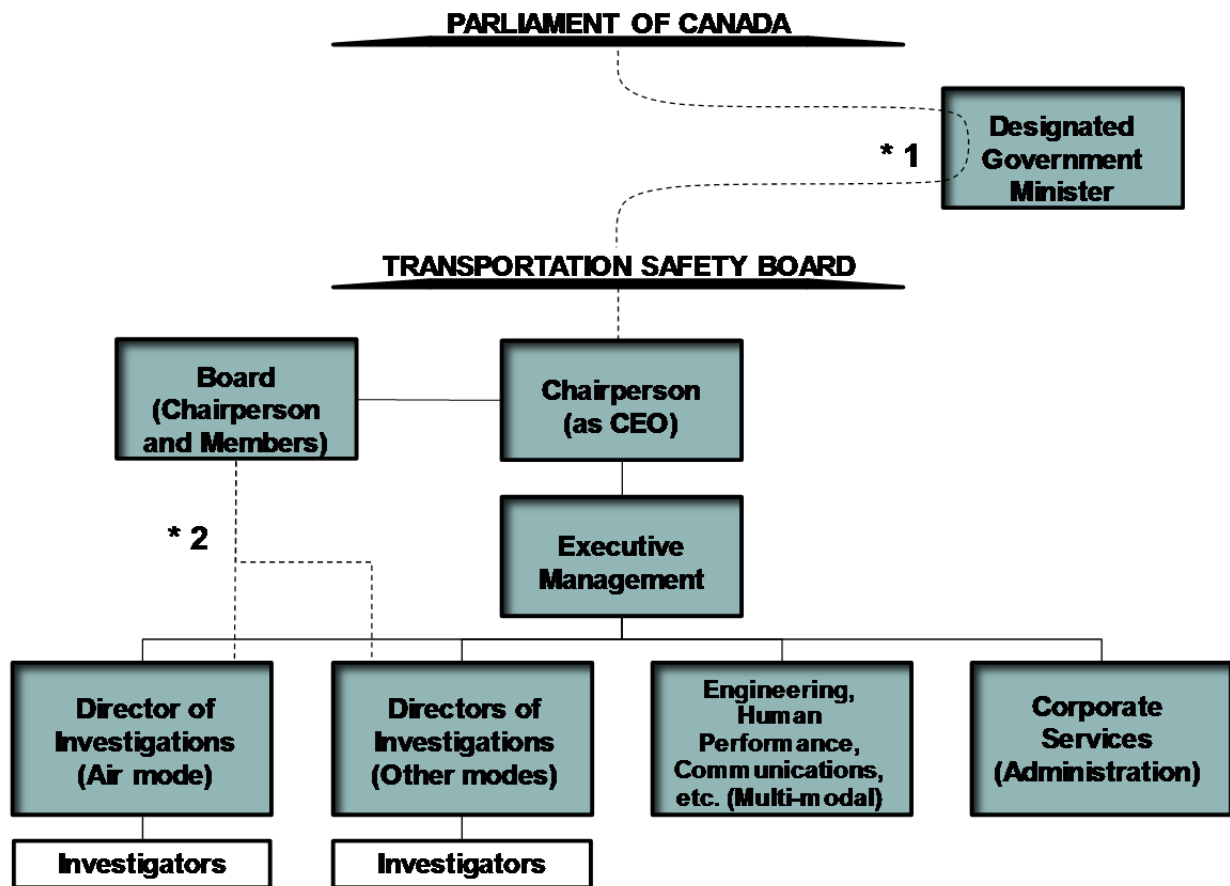 PARLIAMENT OF CANADA
Designated
Government
Minister
* 1
TRANSPORTATION SAFETY BOARD
Board
(Chairperson
and Members)
Chairperson
(as CEO)
* 2
Executive
Management
Director of
Investigations
(Air mode)
Directors of
Investigations
(Other modes)
Engineering,
Human
Performance,
Communications,
etc. (Multi-modal)
Corporate
Services
(Administration)
Investigators
Investigators